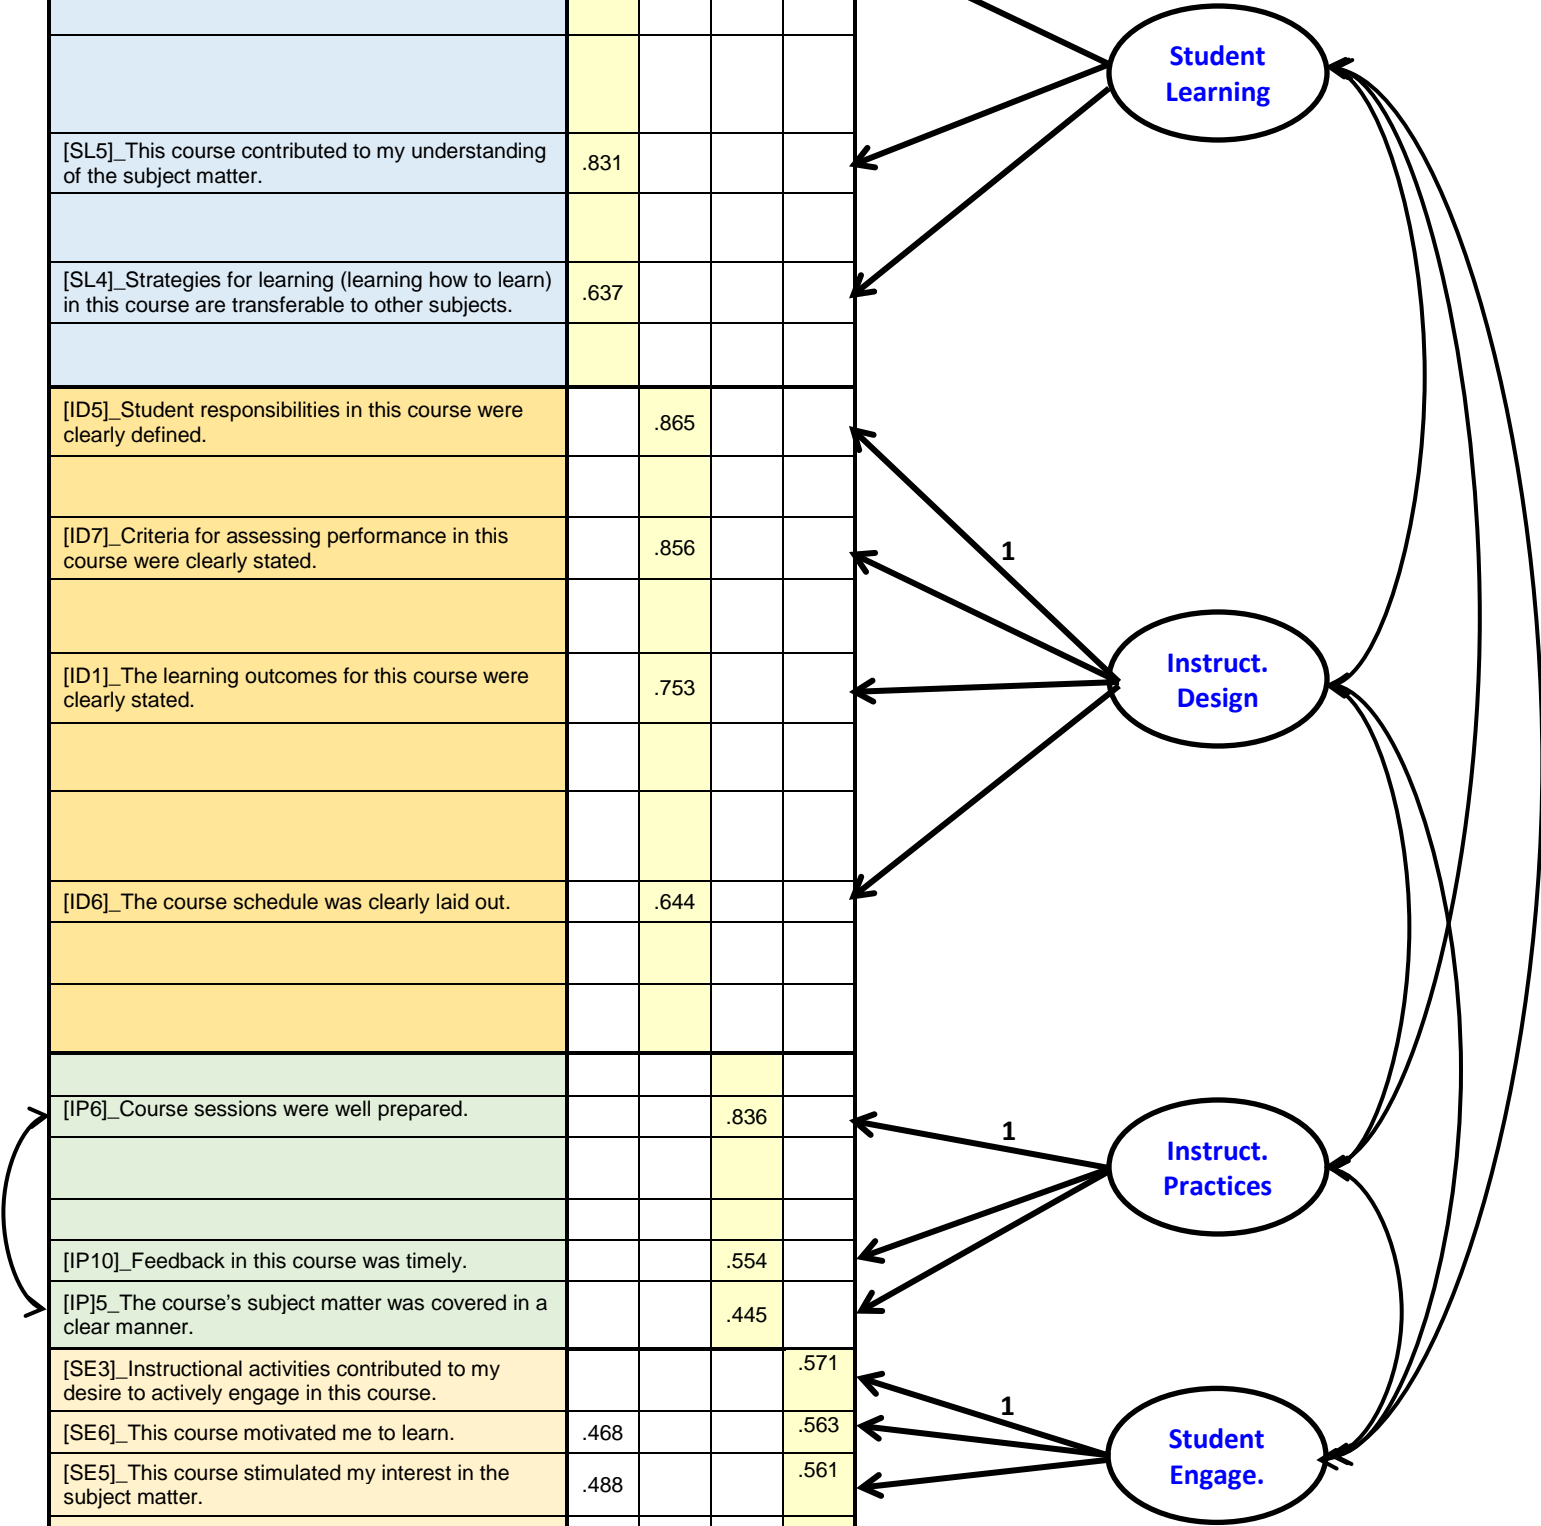 Student
Learning
[SL5]_This course contributed to my understanding
of the subject matter.
.831
[SL4]_Strategies for learning (learning how to learn)
in this course are transferable to other subjects.
.637
[ID5]_Student responsibilities in this course were
clearly defined.
.865
[ID7]_Criteria for assessing performance in this
course were clearly stated.
.856
1
[ID1]_The learning outcomes for this course were
clearly stated.
.753
Instruct.
Design
[ID6]_The course schedule was clearly laid out.
.644
[IP6]_Course sessions were well prepared.
.836
1
Instruct.
Practices
[IP10]_Feedback in this course was timely.
.554
[IP]5_The course’s subject matter was covered in a
clear manner.
.445
[SE3]_Instructional activities contributed to my
desire to actively engage in this course.
.571
1
[SE6]_This course motivated me to learn.
.468
.563
Student
Engage.
[SE5]_This course stimulated my interest in the
subject matter.
.488
.561